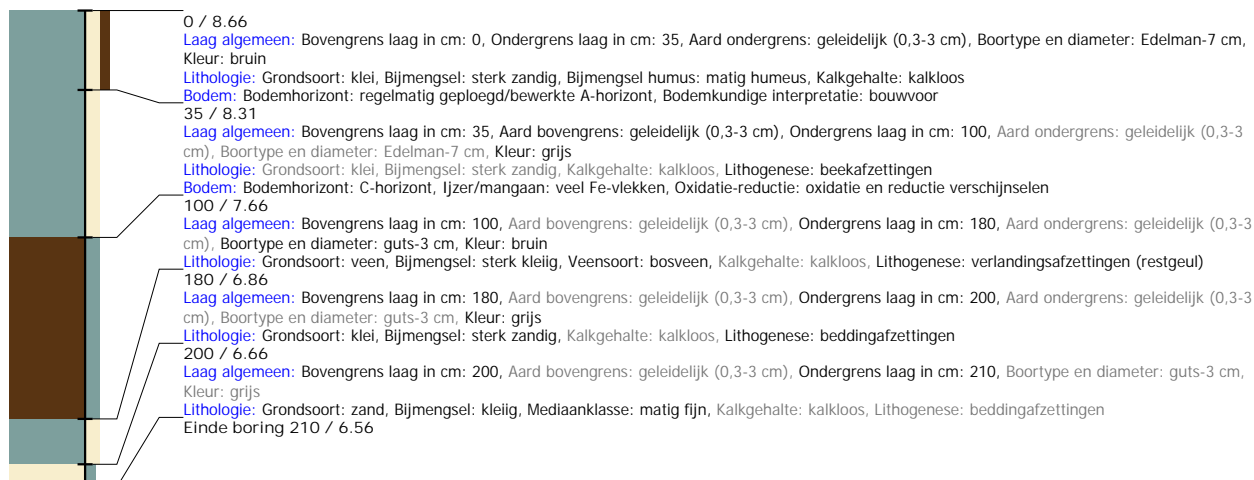 0 / 8.66
Laag algemeen: Bovengrens laag in cm: 0, Ondergrens laag in cm: 35, Aard ondergrens: geleidelijk (0,3-3 cm), Boortype en diameter: Edelman-7 cm,
Kleur: bruin
Lithologie: Grondsoort: klei, Bijmengsel: sterk zandig, Bijmengsel humus: matig humeus, Kalkgehalte: kalkloos
Bodem: Bodemhorizont: regelmatig geploegd/bewerkte A-horizont, Bodemkundige interpretatie: bouwvoor
35 / 8.31
Laag algemeen: Bovengrens laag in cm: 35, Aard bovengrens: geleidelijk (0,3-3 cm), Ondergrens laag in cm: 100, Aard ondergrens: geleidelijk (0,3-3
cm), Boortype en diameter: Edelman-7 cm, Kleur: grijs
Lithologie: Grondsoort: klei, Bijmengsel: sterk zandig, Kalkgehalte: kalkloos, Lithogenese: beekafzettingen
Bodem: Bodemhorizont: C-horizont, Ijzer/mangaan: veel Fe-vlekken, Oxidatie-reductie: oxidatie en reductie verschijnselen
100 / 7.66
Laag algemeen: Bovengrens laag in cm: 100, Aard bovengrens: geleidelijk (0,3-3 cm), Ondergrens laag in cm: 180, Aard ondergrens: geleidelijk (0,3-3
cm), Boortype en diameter: guts-3 cm, Kleur: bruin
Lithologie: Grondsoort: veen, Bijmengsel: sterk kleiig, Veensoort: bosveen, Kalkgehalte: kalkloos, Lithogenese: verlandingsafzettingen (restgeul)
180 / 6.86
Laag algemeen: Bovengrens laag in cm: 180, Aard bovengrens: geleidelijk (0,3-3 cm), Ondergrens laag in cm: 200, Aard ondergrens: geleidelijk (0,3-3
cm), Boortype en diameter: guts-3 cm, Kleur: grijs
Lithologie: Grondsoort: klei, Bijmengsel: sterk zandig, Kalkgehalte: kalkloos, Lithogenese: beddingafzettingen
200 / 6.66
Laag algemeen: Bovengrens laag in cm: 200, Aard bovengrens: geleidelijk (0,3-3 cm), Ondergrens laag in cm: 210, Boortype en diameter: guts-3 cm,
Kleur: grijs
Lithologie: Grondsoort: zand, Bijmengsel: kleiig, Mediaanklasse: matig fijn, Kalkgehalte: kalkloos, Lithogenese: beddingafzettingen
Einde boring 210 / 6.56